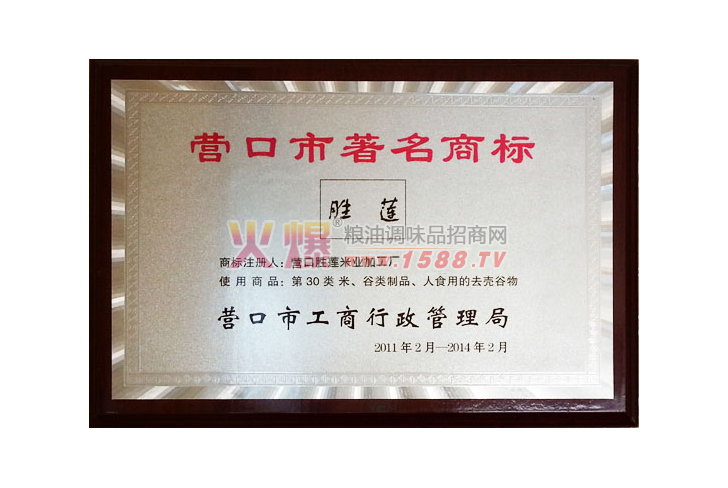 营口市著名商标
胜莲
®
火爆®粮油调味品招商网
www.1588.TV
商标注册人：营口胜莲米业加工厂
使用商品：第30类 米、谷类制品、人食用的去壳谷物
营口市工商行政管理局
2011年2月—2014年2月